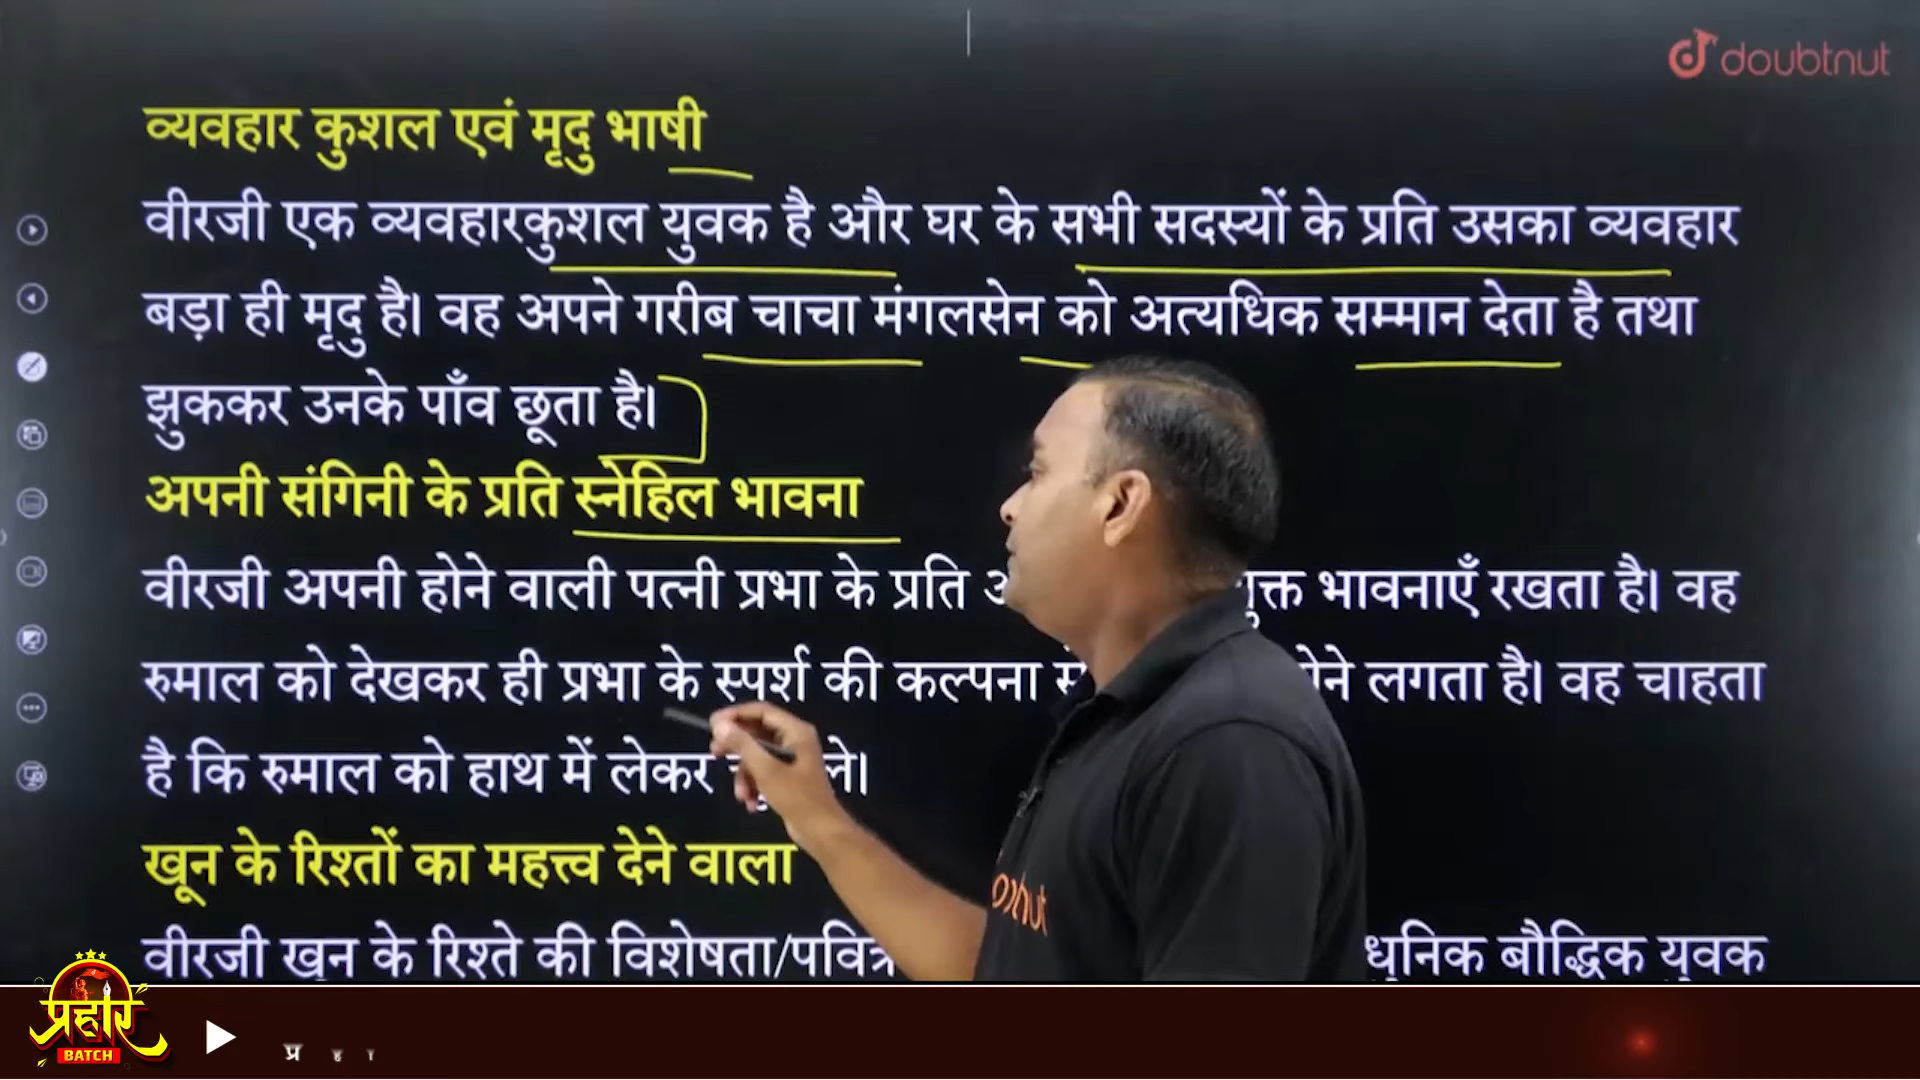 doubtnut
व्यवहार कुशल एवं मृदु भाषी
वीरजी एक व्यवहारकुशल युवक है और घर के सभी सदस्यों के प्रति उसका व्यवहार
बड़ा ही मृदु है। वह अपने गरीब चाचा मंगलसेन को अत्यधिक सम्मान देता है तथा
झुककर उनके पाँव छूता है।
अपनी संगिनी के प्रति स्नेहिल भावना
वीरजी अपनी होने वाली पत्नी प्रभा के प्रति भावनाएँ रखता है। वह
रुमाल को देखकर ही प्रभा के स्पर्श की कल्पना लगता है। वह चाहता
है कि रुमाल को हाथ में लेकर ले।
खून के रिश्तों का महत्त्व देने वाला
वीरजी खून के रिश्ते की विशेषता/ बौद्धिक युवक
प्रहार
BATCH